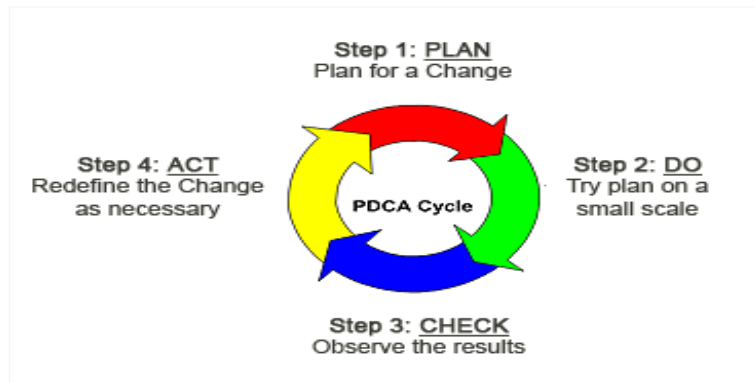 Step 1: PLAN
Plan for a Change
Step 4: ACT
Redefine the Change
as necessary
PDCA Cycle
Step 2: DO
Try plan on a
small scale
Step 3: CHECK
Observe the results